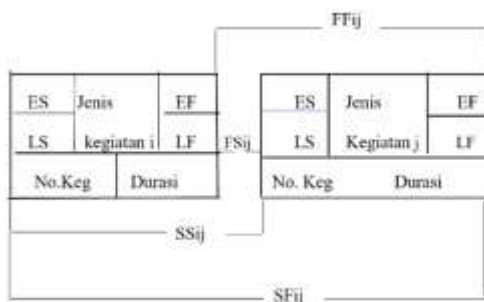 FFij
ES Jenis EF
LS kegiatan i LF
No.Keg Durasi
FSij
ES Jenis EF
LS Kegiatan j LF
No. Keg Durasi
SSij
SFij